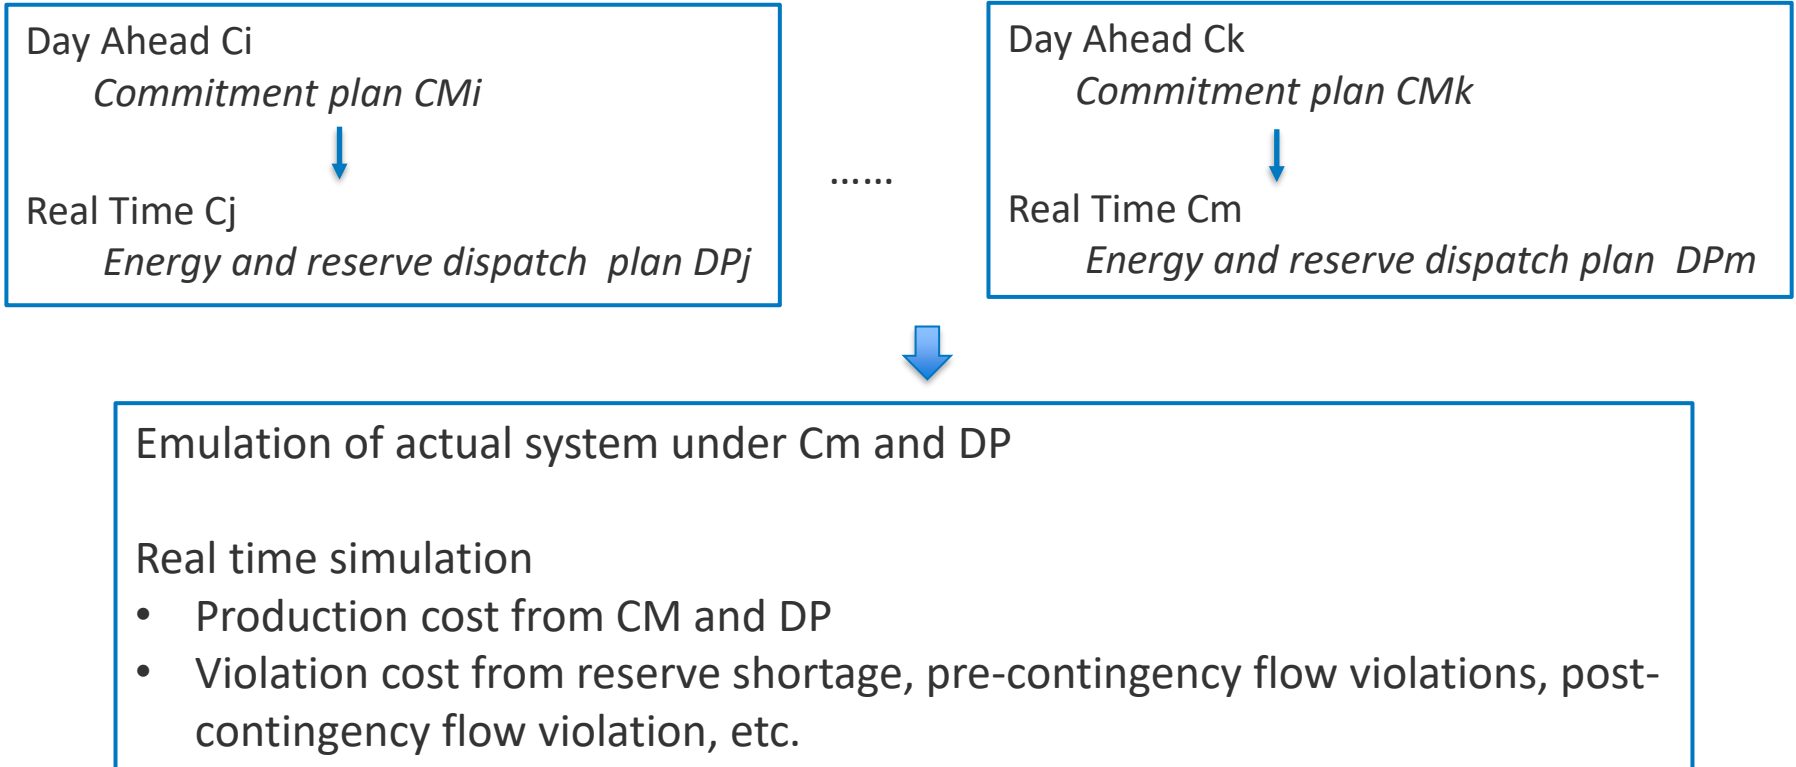 Day Ahead Ci
Commitment plan CMi
Real Time Cj
Energy and reserve dispatch plan DPj
......
Day Ahead Ck
Commitment plan CMk
Real Time Cm
Energy and reserve dispatch plan DPm
Emulation of actual system under Cm and DP
Real time simulation
• Production cost from CM and DP
• Violation cost from reserve shortage, pre-contingency flow violations, post-
contingency flow violation, etc.